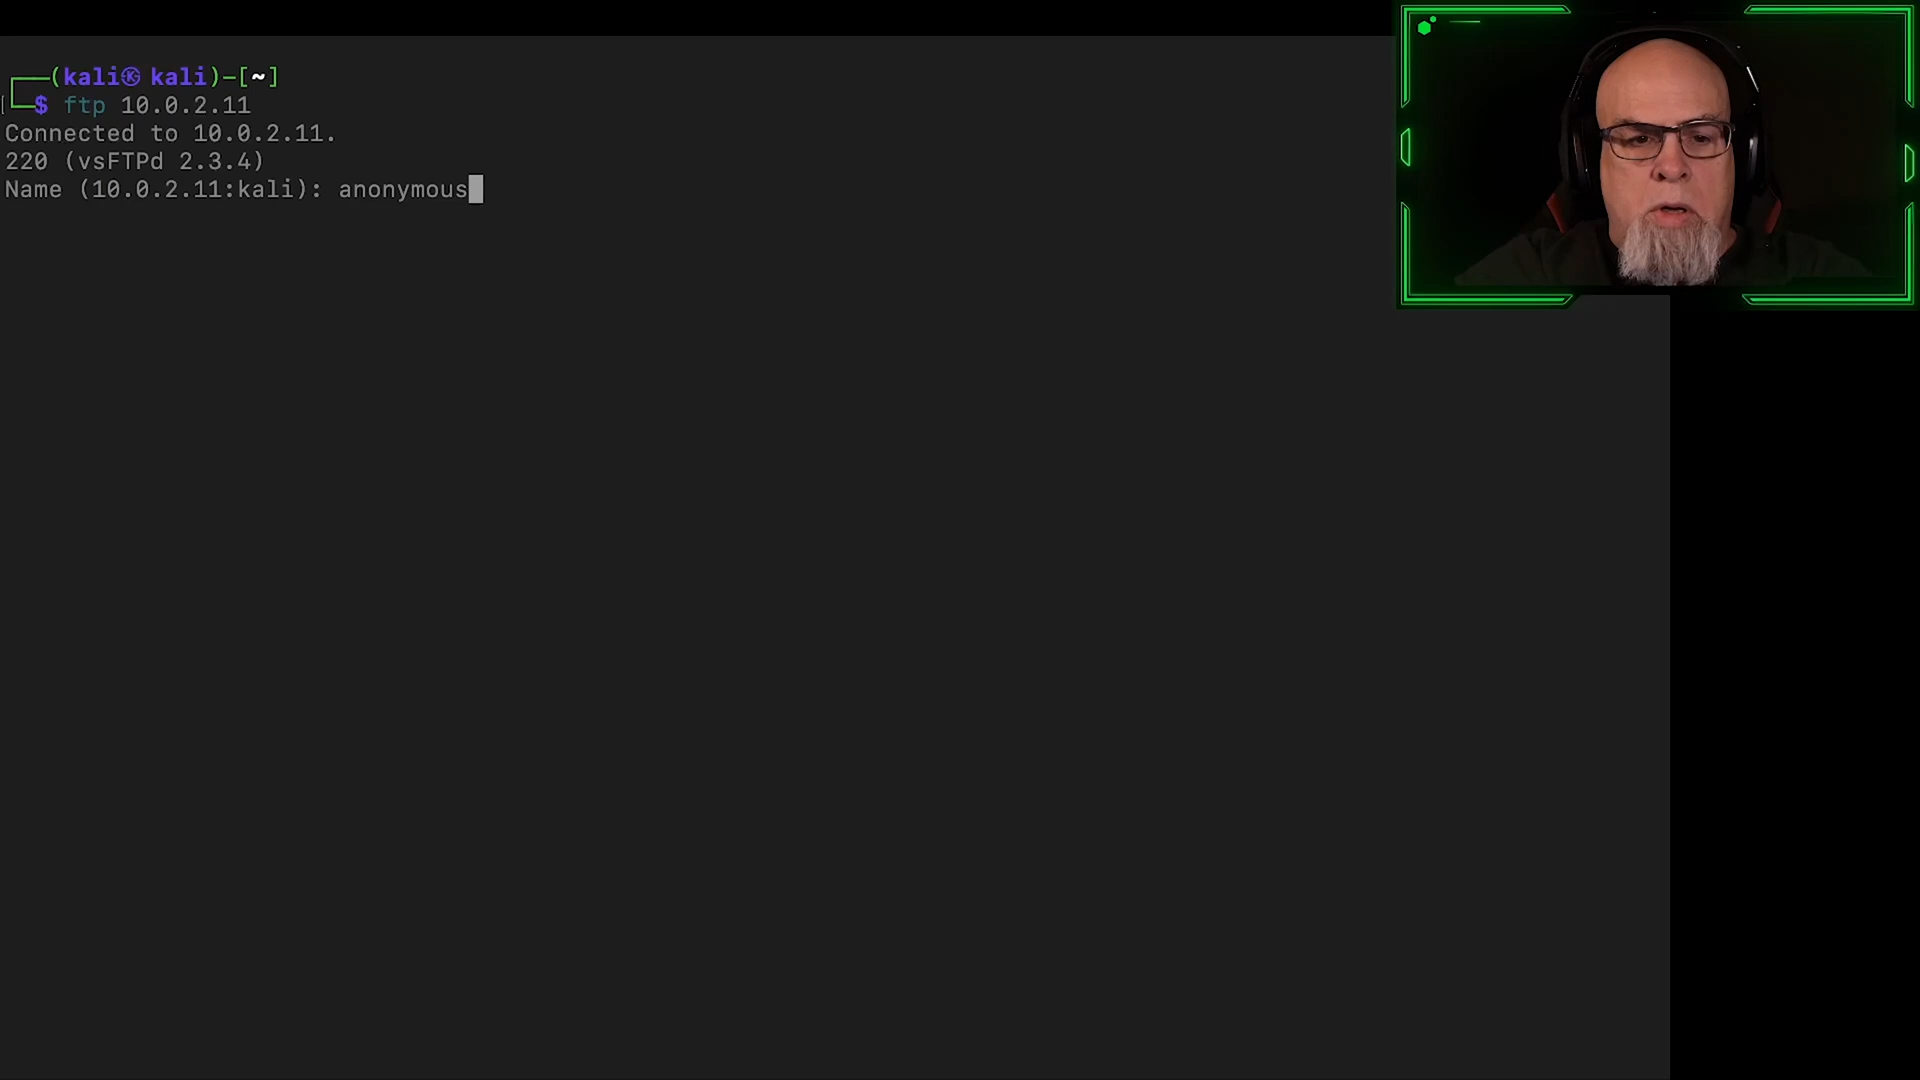 (kali㉿ kali)-[~]
$ ftp 10.0.2.11
Connected to 10.0.2.11.
220 (vsFTPd 2.3.4)
Name (10.0.2.11:kali): anonymous